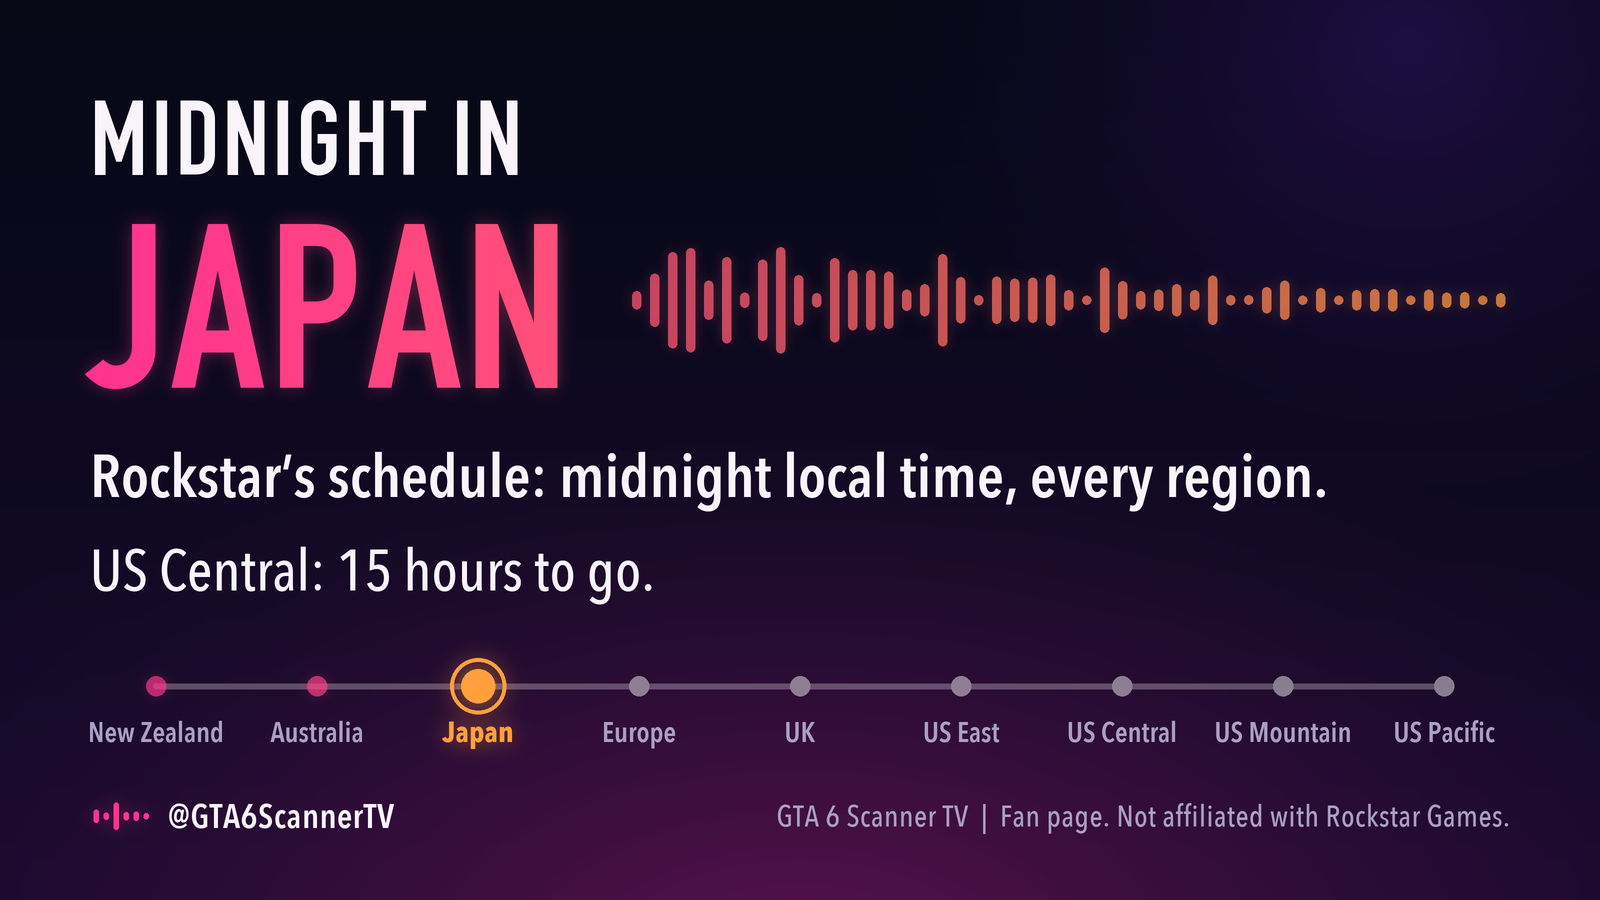 MIDNIGHT IN
JAPAN
Rockstar’s schedule: midnight local time, every region.
US Central: 15 hours to go.
New Zealand
Australia
Japan
Europe
UK
US East
US Central
US Mountain
US Pacific
@GTA6ScannerTV
GTA 6 Scanner TV | Fan page. Not affiliated with Rockstar Games.